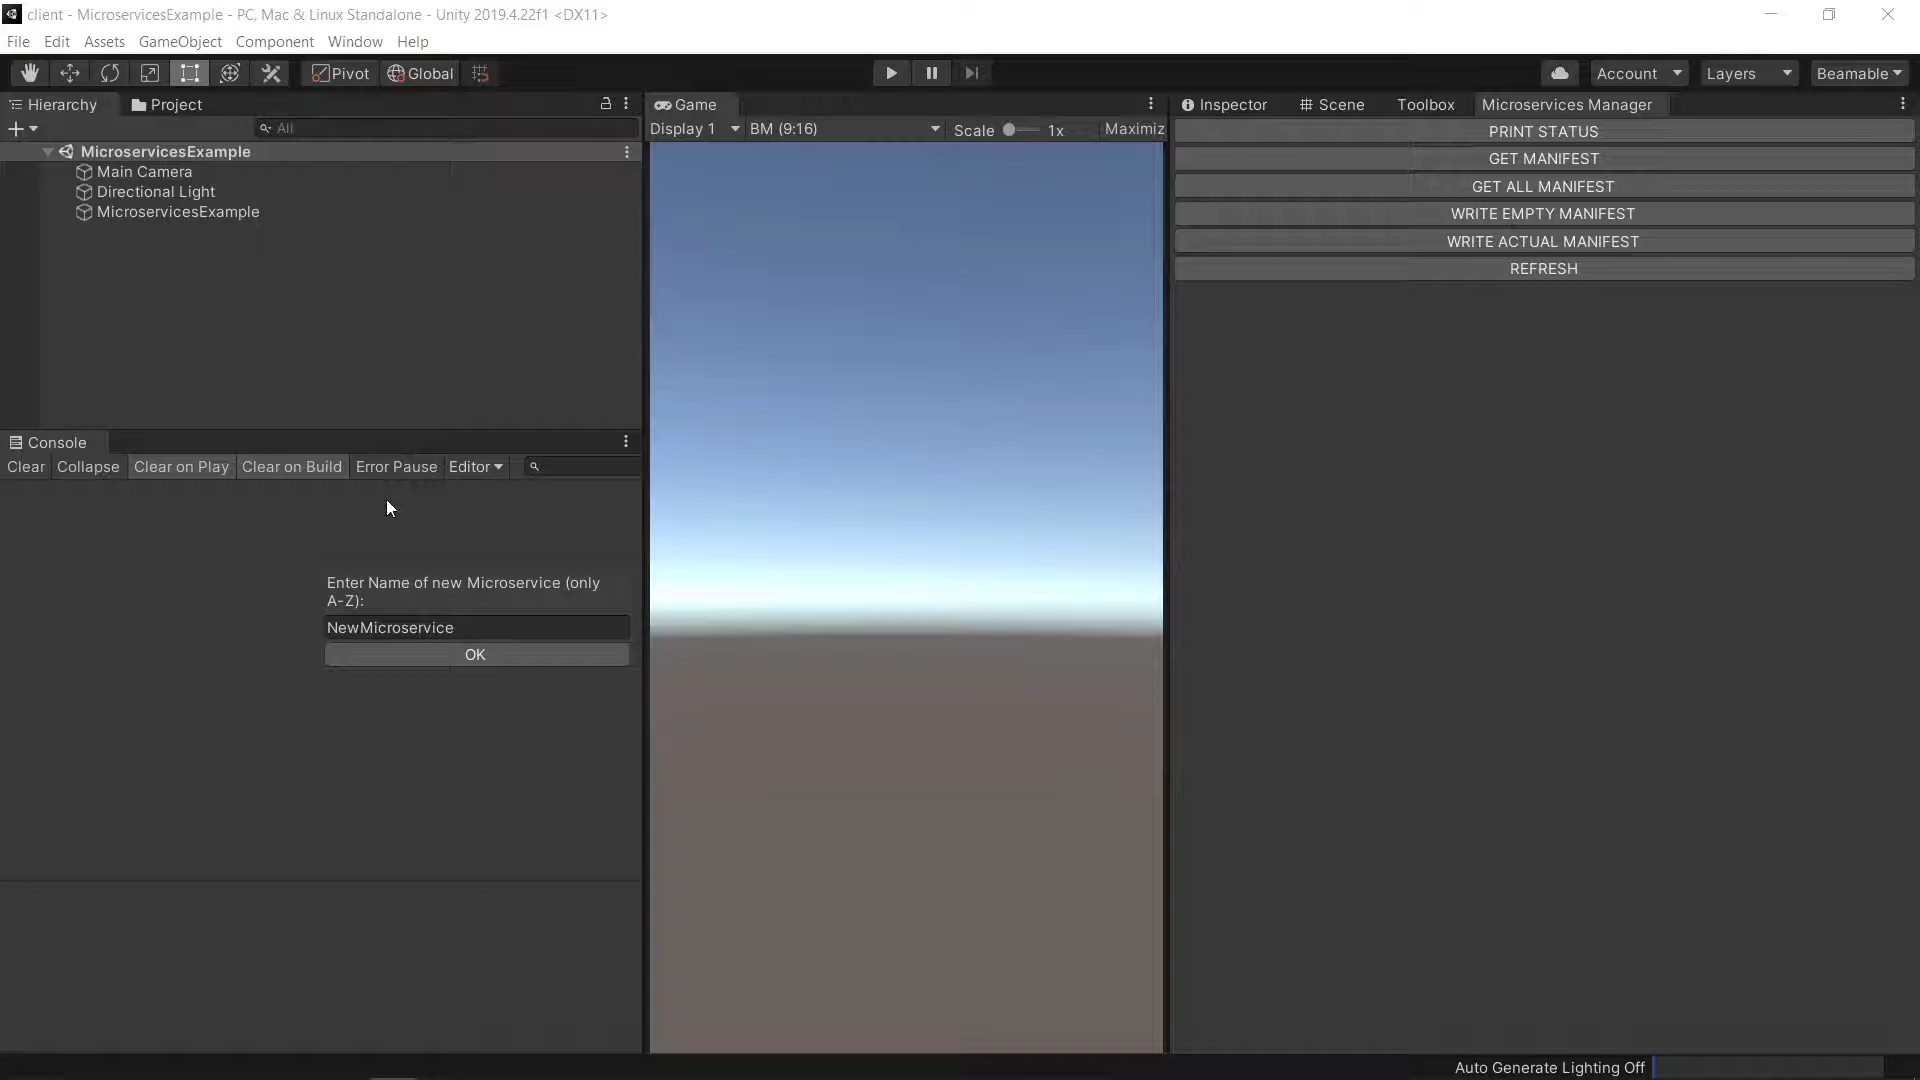 client - MicroservicesExample - PC, Mac & Linux Standalone - Unity 2019.4.22f1 <DX11>
File Edit Assets GameObject Component Window Help
Pivot Global Account Layers Beamable
Hierarchy Project Game Inspector Scene Toolbox Microservices Manager
All
Display 1 BM (9:16) Scale 1x Maximiz
MicroservicesExample
Main Camera
Directional Light
MicroservicesExample
PRINT STATUS
GET MANIFEST
GET ALL MANIFEST
WRITE EMPTY MANIFEST
WRITE ACTUAL MANIFEST
REFRESH
Console
Clear Collapse Clear on Play Clear on Build Error Pause Editor
Enter Name of new Microservice (only
A-Z):
NewMicroservice
OK
Auto Generate Lighting Off